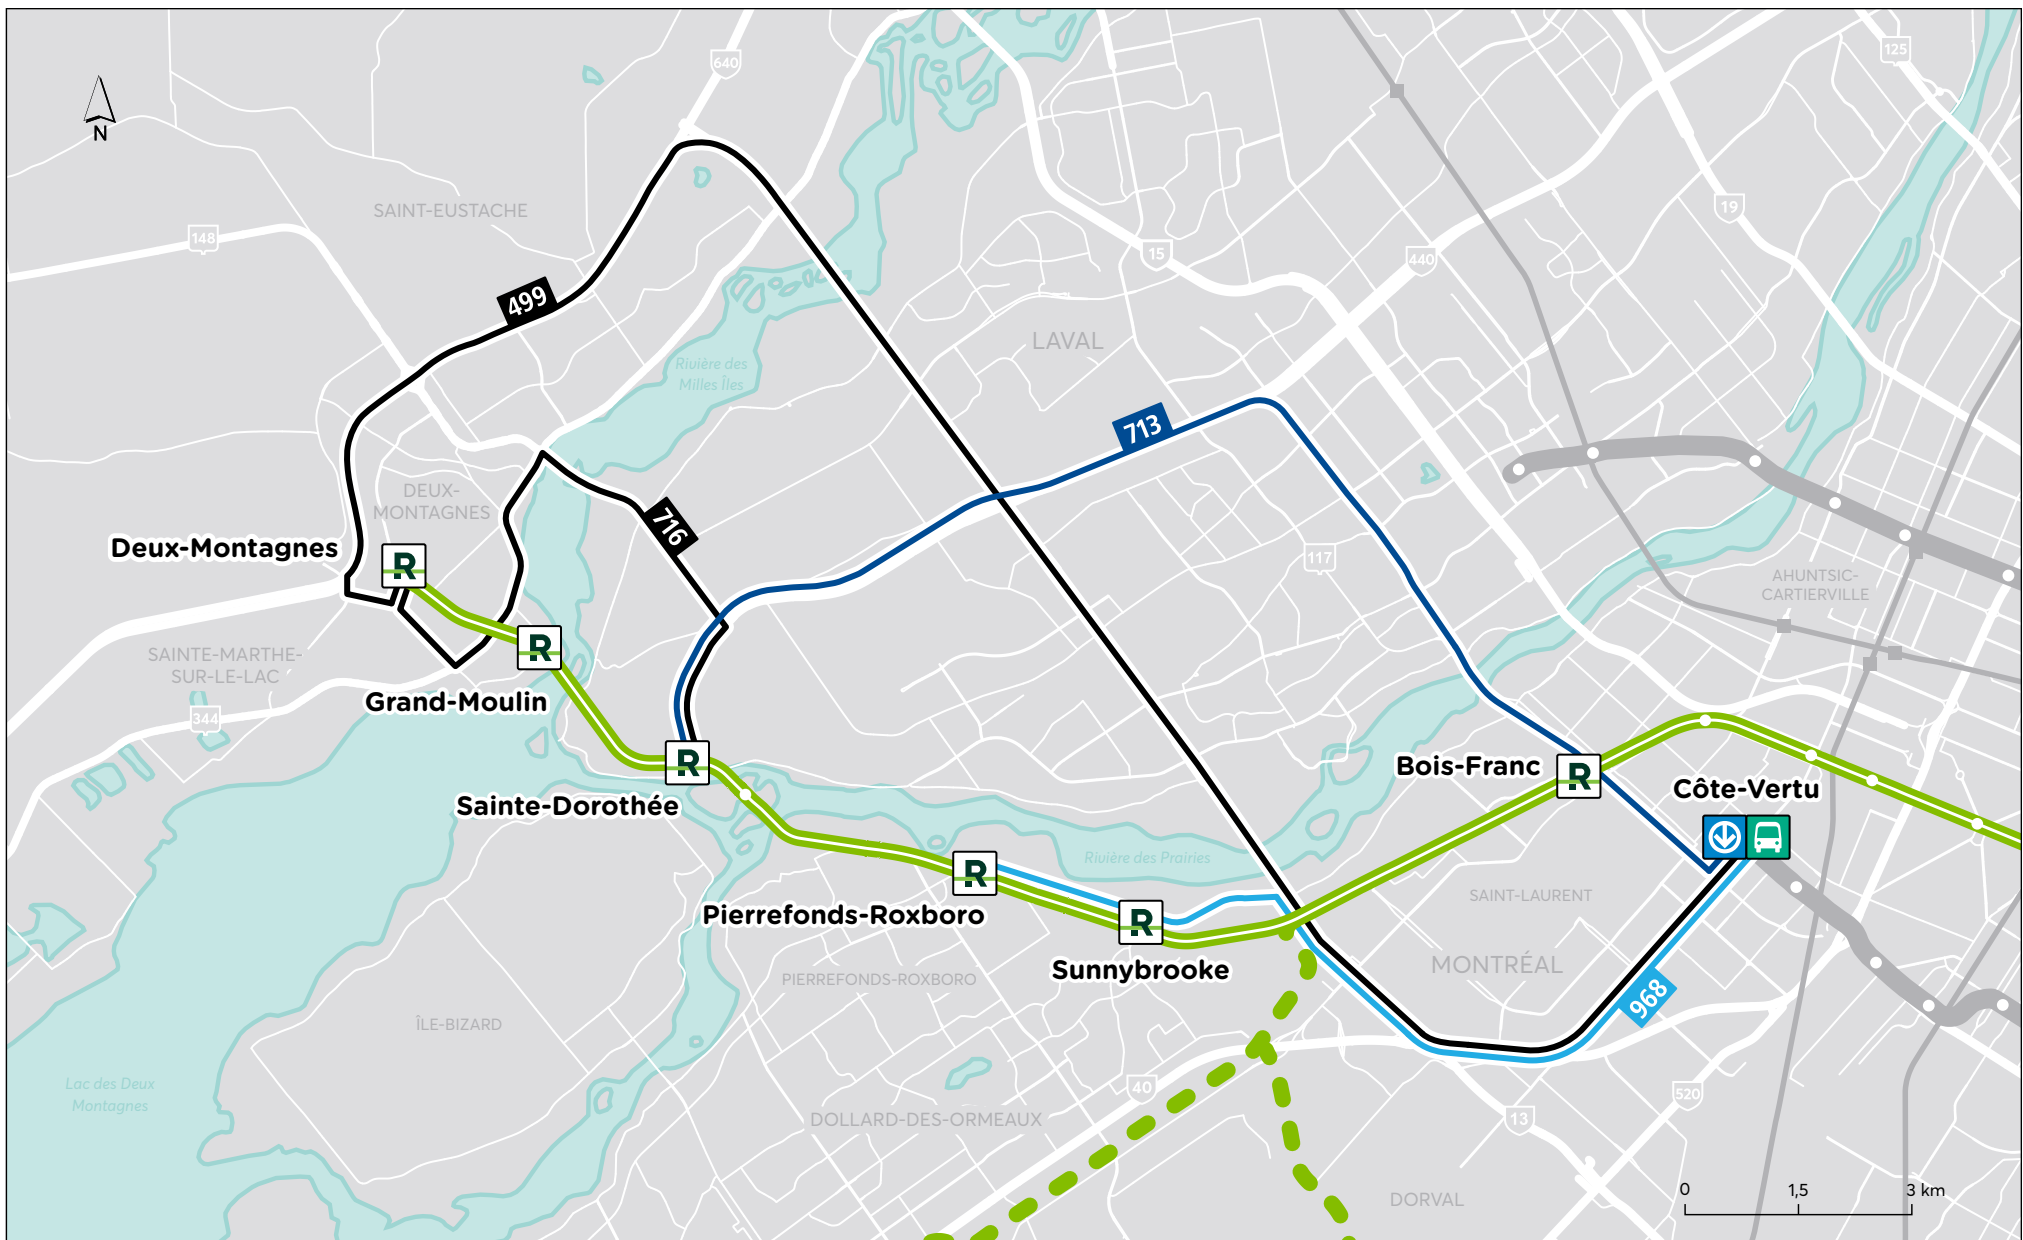 640
125
N
SAINT-EUSTACHE
19
148
15
440
499
LAVAL
Rivière des
Milles Îles
713
DEUX-
MONTAGNES
716
Deux-Montagnes
R
117
AHUNTSIC-
CARTIERVILLE
SAINTE-MARTHE-
SUR-LE-LAC
R
Grand-Moulin
344
R
Sainte-Dorothée
Bois-Franc
R
Côte-Vertu
Rivière des Prairies
R
Pierrefonds-Roxboro
R
Sunnybrooke
SAINT-LAURENT
MONTRÉAL
PIERREFONDS-ROXBORO
968
ÎLE-BIZARD
Lac des Deux
Montagnes
40
520
DOLLARD-DES-ORMEAUX
13
DORVAL
0 1,5 3 km